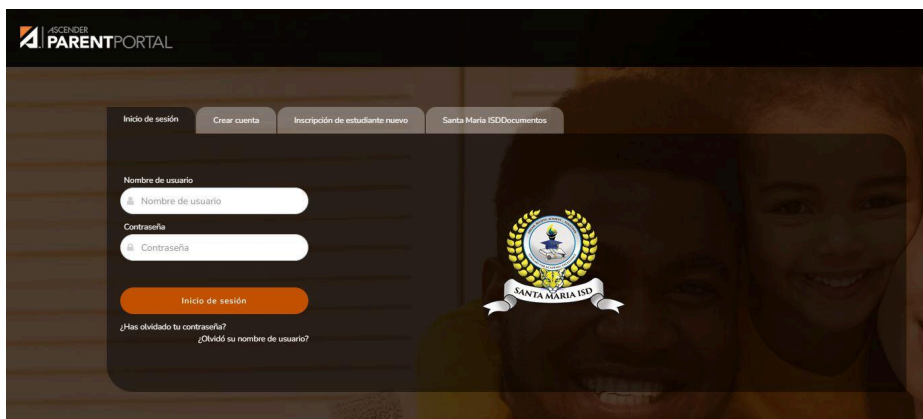 ASCENDER
PARENTPORTAL
Inicio de sesión
Crear cuenta
Inscripción de estudiante nuevo
Santa Maria ISDDocumentos
Nombre de usuario
Nombre de usuario
Contraseña
Contraseña
Inicio de sesión
¿Has olvidado tu contraseña?
¿Olvidó su nombre de usuario?
SANTA MARIA ISD